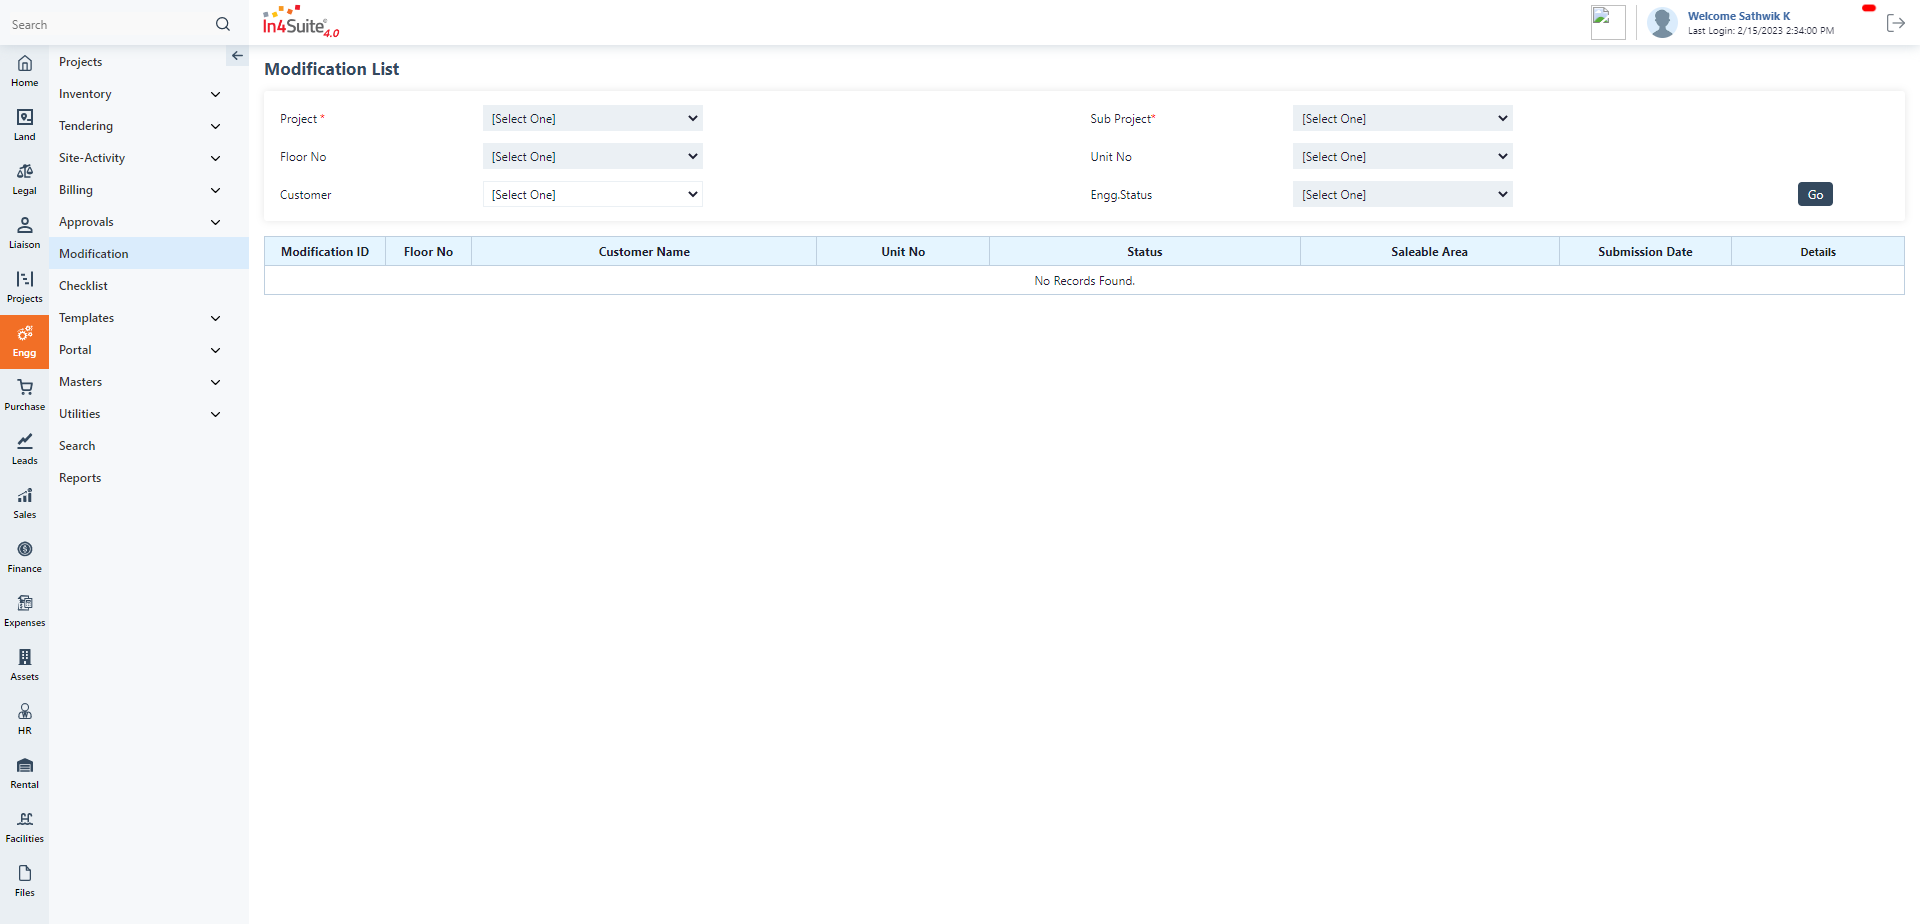 Search
In4Suite® 4.0
Welcome Sathwik K
Last Login: 2/15/2023 2:34:00 PM
Home
Land
Legal
Liaison
Projects
Engg
Purchase
Leads
Sales
Finance
Expenses
Assets
HR
Rental
Facilities
Files
Projects
Inventory
Tendering
Site-Activity
Billing
Approvals
Modification
Checklist
Templates
Portal
Masters
Utilities
Search
Reports
Modification List
Project * [Select One] Sub Project* [Select One]
Floor No [Select One] Unit No [Select One]
Customer [Select One] Engg.Status [Select One] Go
Modification ID Floor No Customer Name Unit No Status Saleable Area Submission Date Details
No Records Found.